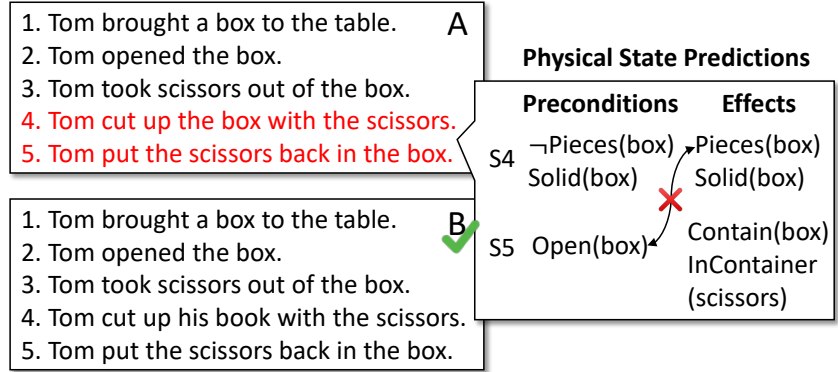 1. Tom brought a box to the table. A
2. Tom opened the box.
3. Tom took scissors out of the box.
4. Tom cut up the box with the scissors.
5. Tom put the scissors back in the box.
1. Tom brought a box to the table. B
2. Tom opened the box.
3. Tom took scissors out of the box.
4. Tom cut up his book with the scissors.
5. Tom put the scissors back in the box.
Physical State Predictions
Preconditions Effects
S4 ¬Pieces(box) Pieces(box)
Solid(box) Solid(box)
S5 Open(box) Contain(box)
InContainer
(scissors)